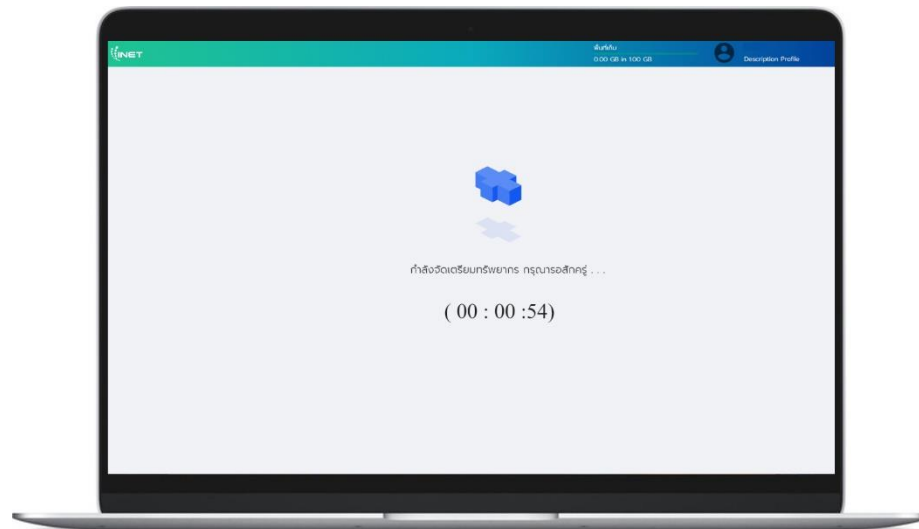 INET
พื้นที่เก็บ
0.00 GB in 100 GB
Description Profile
กำลังจัดเตรียมทรัพยากร กรุณารอสักครู่ . . .
( 00 : 00 :54)